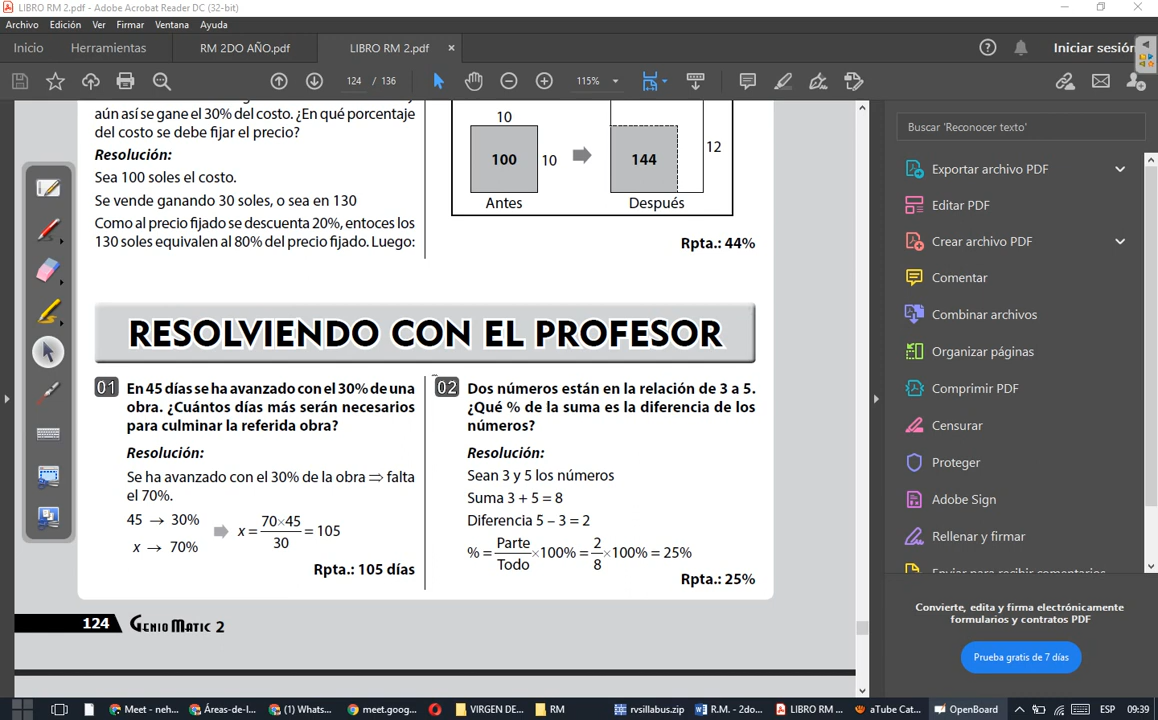 LIBRO RM 2.pdf - Adobe Acrobat Reader DC (32-bit)
Archivo Edición Ver Firmar Ventana Ayuda
Inicio Herramientas RM 2DO AÑO.pdf LIBRO RM 2.pdf × Iniciar sesión
124 / 136 115%
aún así se gane el 30% del costo. ¿En qué porcentaje
del costo se debe fijar el precio?
Resolución:
Sea 100 soles el costo.
Se vende ganando 30 soles, o sea en 130
Como al precio fijado se descuenta 20%, entoces los
130 soles equivalen al 80% del precio fijado. Luego:
10
100 10 144 12
Antes Después
Rpta.: 44%
RESOLVIENDO CON EL PROFESOR
01 En 45 días se ha avanzado con el 30% de una
obra. ¿Cuántos días más serán necesarios
para culminar la referida obra?
Resolución:
Se ha avanzado con el 30% de la obra ⇒ falta
el 70%.
45 → 30%
x → 70%
x = 70×45 / 30 = 105
Rpta.: 105 días
02 Dos números están en la relación de 3 a 5.
¿Qué % de la suma es la diferencia de los
números?
Resolución:
Sean 3 y 5 los números
Suma 3 + 5 = 8
Diferencia 5 – 3 = 2
% = Parte / Todo ×100% = 2 / 8 ×100% = 25%
Rpta.: 25%
124 GENIOMATIC 2
Buscar 'Reconocer texto'
Exportar archivo PDF
Editar PDF
Crear archivo PDF
Comentar
Combinar archivos
Organizar páginas
Comprimir PDF
Censurar
Proteger
Adobe Sign
Rellenar y firmar
Enviar para recibir comentarios
Convierte, edita y firma electrónicamente
formularios y contratos PDF
Prueba gratis de 7 días
Meet - neh... Áreas-de-l... (1) Whats... meet.goog... VIRGEN DE... RM rvsillabus.zip R.M. - 2do... LIBRO RM ... aTube Cat... OpenBoard ESP 09:39